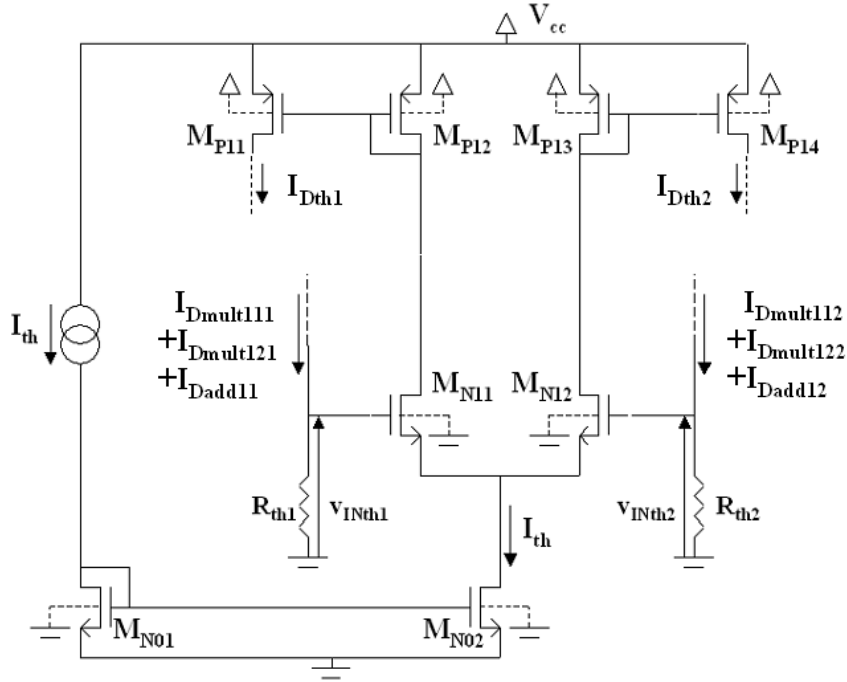 V_cc
M_P11
M_P12
M_P13
M_P14
I_Dth1
I_Dth2
I_th
I_Dmult111
+I_Dmult121
+I_Dadd11
I_Dmult112
+I_Dmult122
+I_Dadd12
M_N11
M_N12
R_th1
v_INth1
I_th
v_INth2
R_th2
M_N01
M_N02